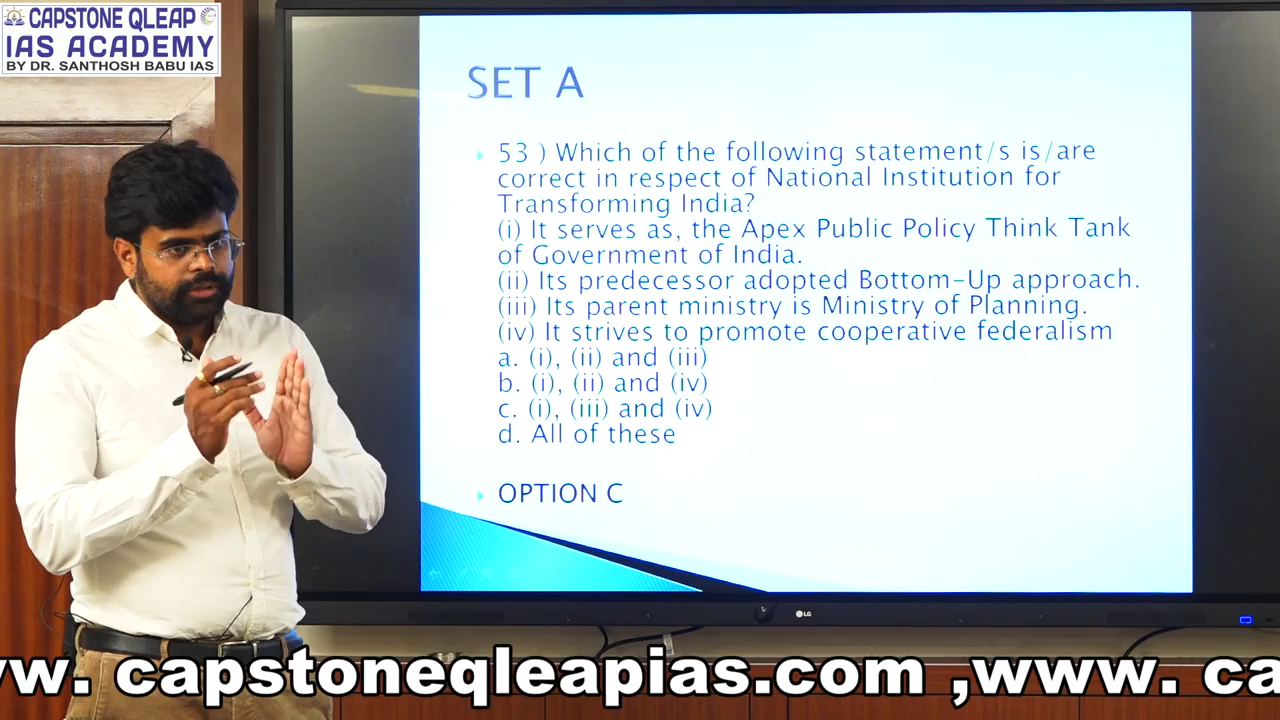 CAPSTONE QLEAP
IAS ACADEMY
BY DR. SANTHOSH BABU IAS
SET A
53 ) Which of the following statement/s is/are
correct in respect of National Institution for
Transforming India?
(i) It serves as, the Apex Public Policy Think Tank
of Government of India.
(ii) Its predecessor adopted Bottom-Up approach.
(iii) Its parent ministry is Ministry of Planning.
(iv) It strives to promote cooperative federalism
a. (i), (ii) and (iii)
b. (i), (ii) and (iv)
c. (i), (iii) and (iv)
d. All of these
OPTION C
LG
ww. capstoneqleapias.com ,www. ca